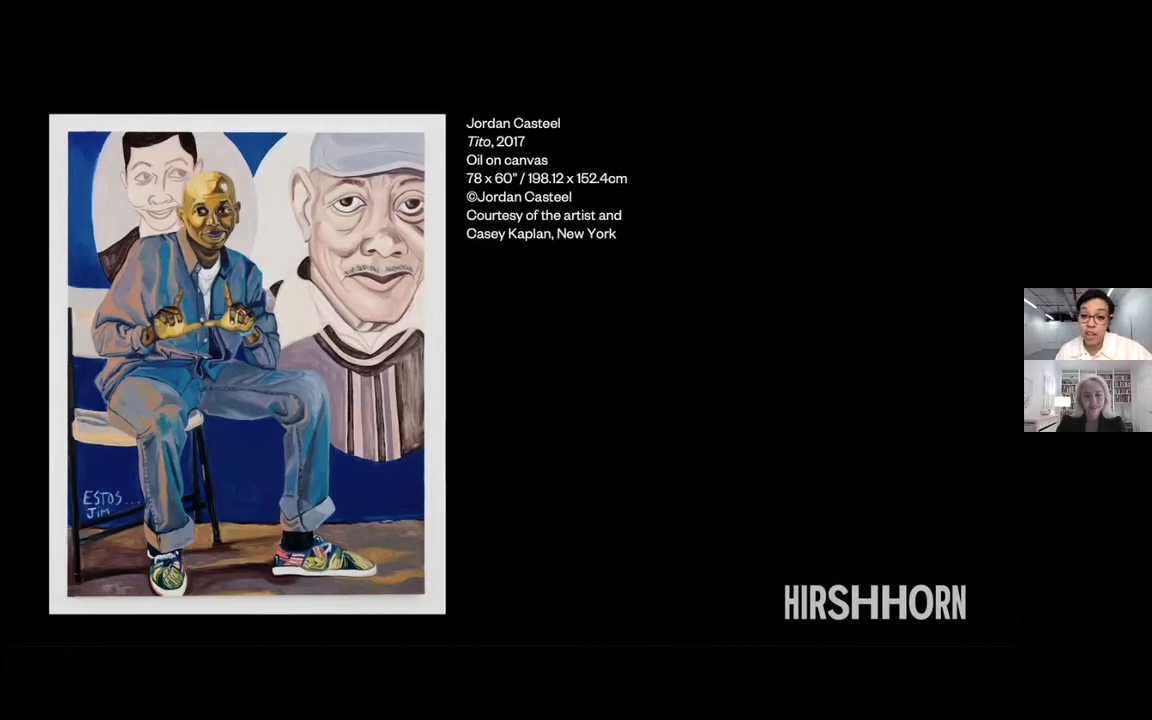 Jordan Casteel
Tito, 2017
Oil on canvas
78 x 60" / 198.12 x 152.4cm
©Jordan Casteel
Courtesy of the artist and
Casey Kaplan, New York
ESTOS...
JIM
HIRSHHORN